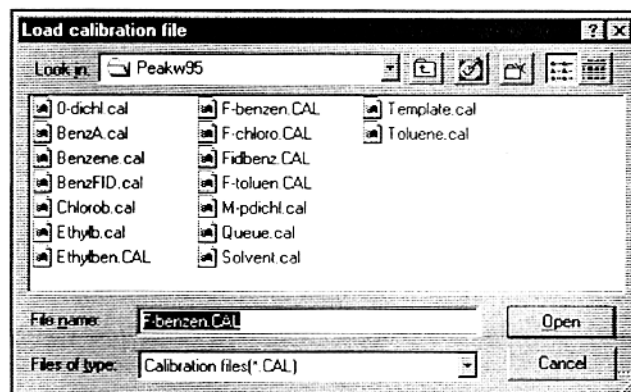 Load calibration file
Look in: Peakw95
0-dichl.cal
BenzA.cal
Benzene.cal
BenzFID.cal
Chlorob.cal
Ethylb.cal
Ethylben.CAL
F-benzen.CAL
F-chloro.CAL
Fidbenz.CAL
F-toluen.CAL
M-pdichl.cal
Queue.cal
Solvent.cal
Template.cal
Toluene.cal
File name: F-benzen.CAL Open
Files of type: Calibration files(*.CAL) Cancel